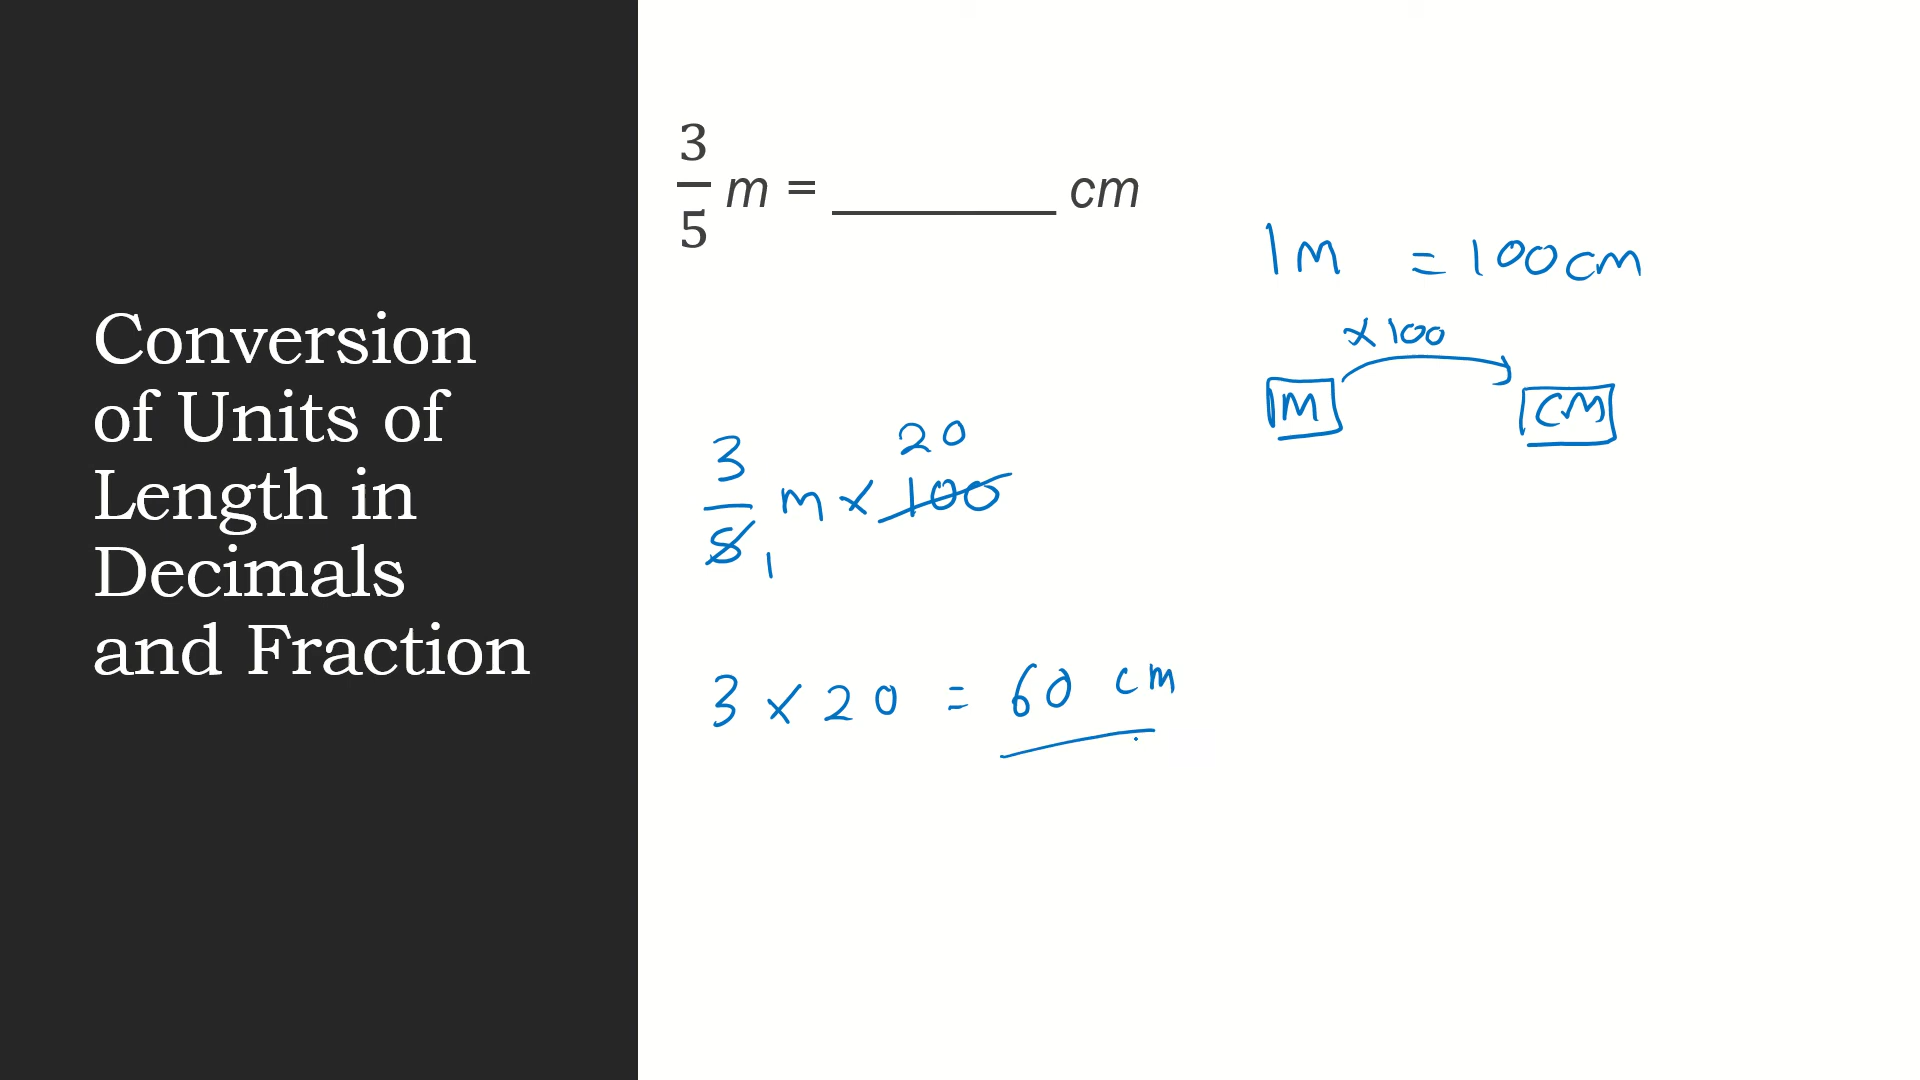 Conversion
of Units of
Length in
Decimals
and Fraction
3/5 m = ________ cm
1m = 100cm
x 100
m
cm
20
3/5 m x 100
1
3 x 20 = 60 cm